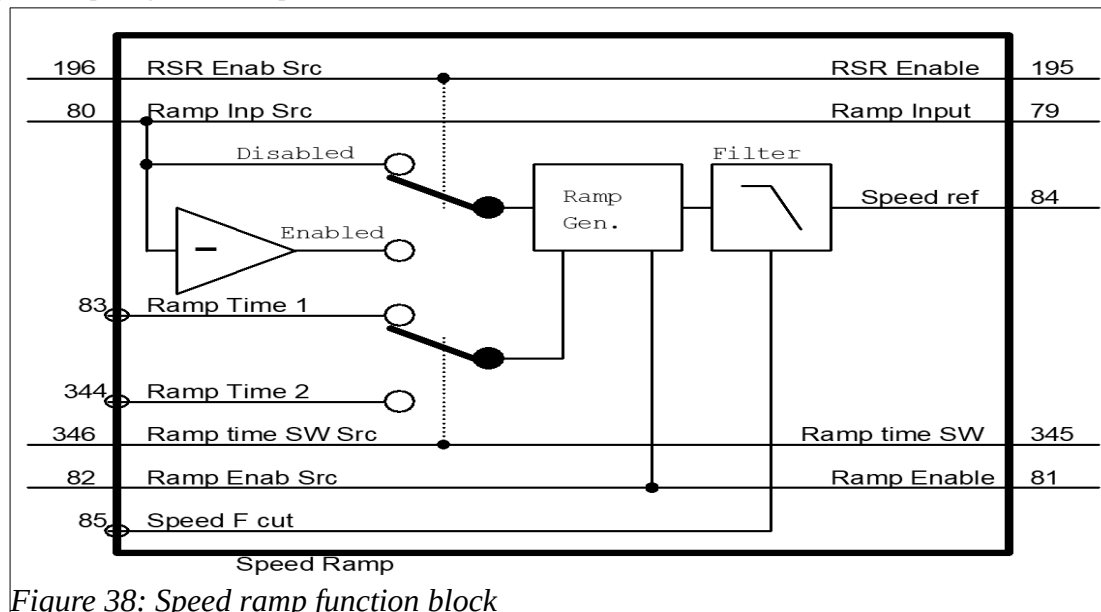 196 RSR Enab Src RSR Enable 195
80 Ramp Inp Src Ramp Input 79
Disabled Filter
Ramp Gen.
Speed ref 84
Enabled
-
83 Ramp Time 1
344 Ramp Time 2
346 Ramp time SW Src Ramp time SW 345
82 Ramp Enab Src Ramp Enable 81
85 Speed F cut
Speed Ramp
Figure 38: Speed ramp function block